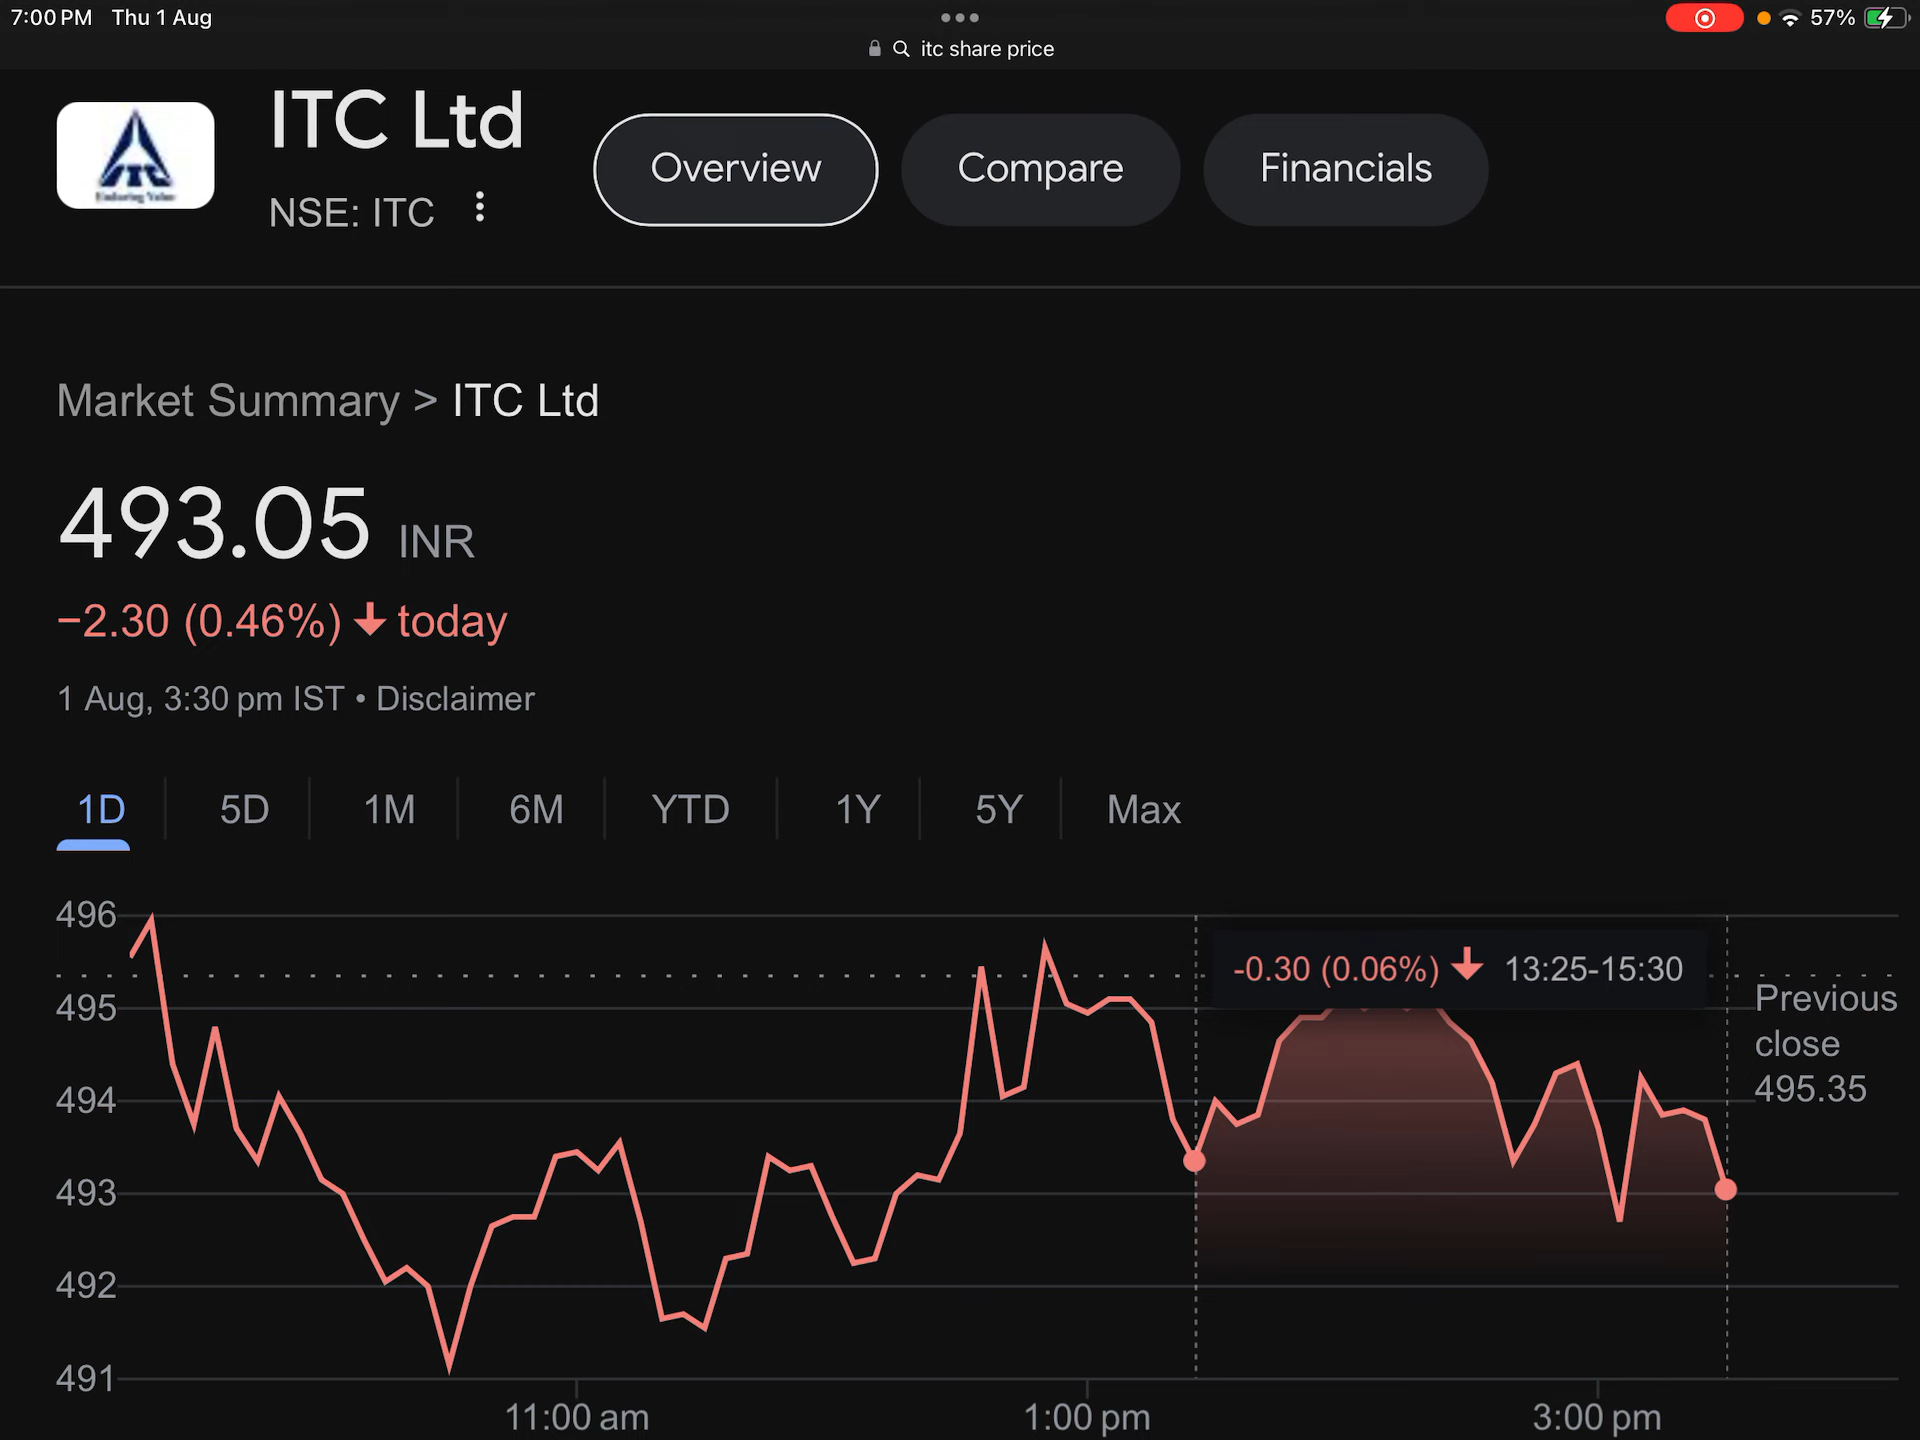 7:00 PM Thu 1 Aug
57%
itc share price
ITC
ITC Ltd
NSE: ITC
Overview
Compare
Financials
Market Summary > ITC Ltd
493.05 INR
−2.30 (0.46%) ↓ today
1 Aug, 3:30 pm IST • Disclaimer
1D
5D
1M
6M
YTD
1Y
5Y
Max
496
-0.30 (0.06%) ↓ 13:25-15:30
495
Previous
close
495.35
494
493
492
491
11:00 am
1:00 pm
3:00 pm